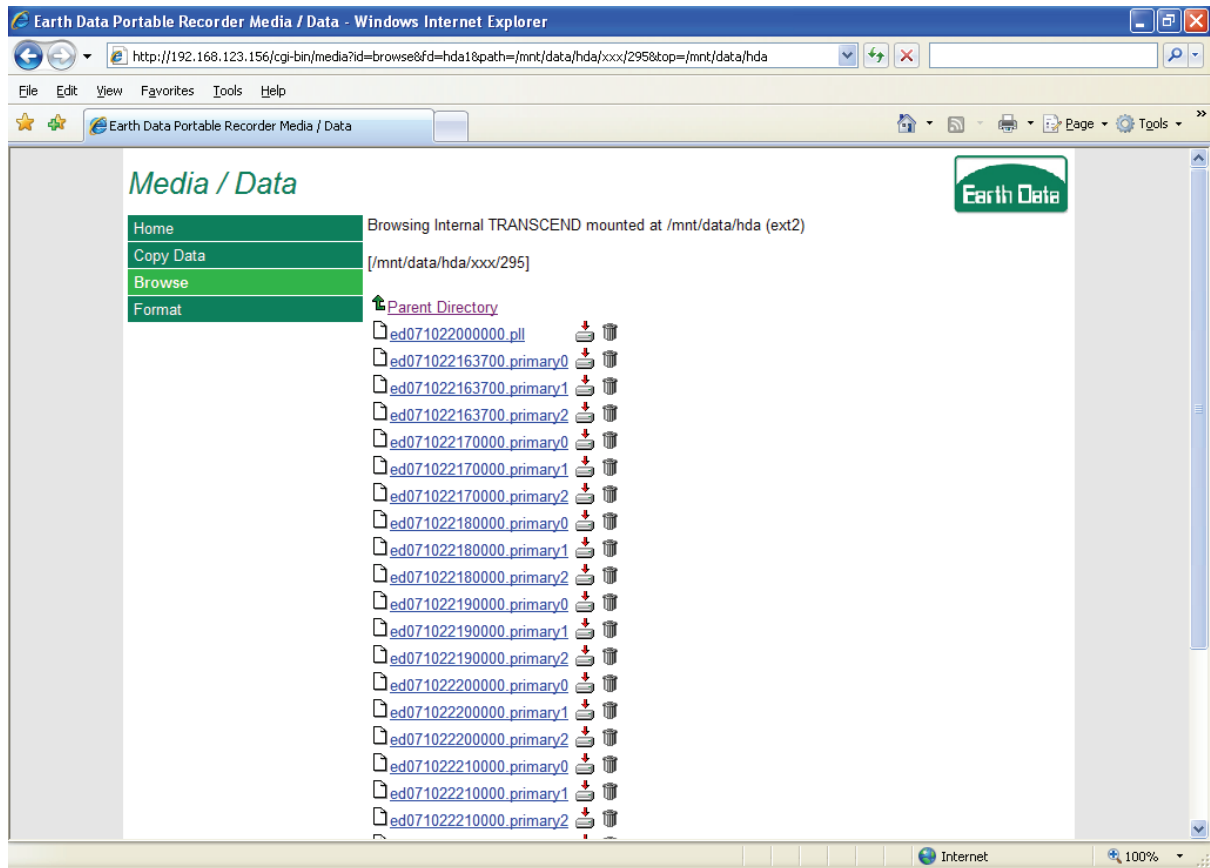 Earth Data Portable Recorder Media / Data - Windows Internet Explorer
http://192.168.123.156/cgi-bin/media?id=browse&fd=hda1&path=/mnt/data/hda/xxx/295&top=/mnt/data/hda
File Edit View Favorites Tools Help
Earth Data Portable Recorder Media / Data
Page Tools
Media / Data
Earth Data
Home
Copy Data
Browse
Format
Browsing Internal TRANSCEND mounted at /mnt/data/hda (ext2)
[/mnt/data/hda/xxx/295]
Parent Directory
ed071022000000.pll
ed071022163700.primary0
ed071022163700.primary1
ed071022163700.primary2
ed071022170000.primary0
ed071022170000.primary1
ed071022170000.primary2
ed071022180000.primary0
ed071022180000.primary1
ed071022180000.primary2
ed071022190000.primary0
ed071022190000.primary1
ed071022190000.primary2
ed071022200000.primary0
ed071022200000.primary1
ed071022200000.primary2
ed071022210000.primary0
ed071022210000.primary1
ed071022210000.primary2
Internet
100%